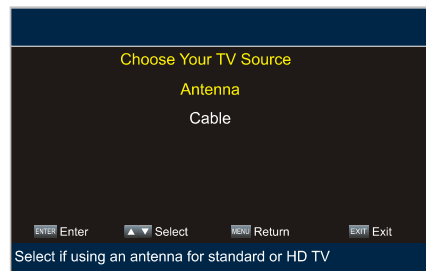 Choose Your TV Source
Antenna
Cable
ENTER Enter ▲ ▼ Select MENU Return EXIT Exit
Select if using an antenna for standard or HD TV